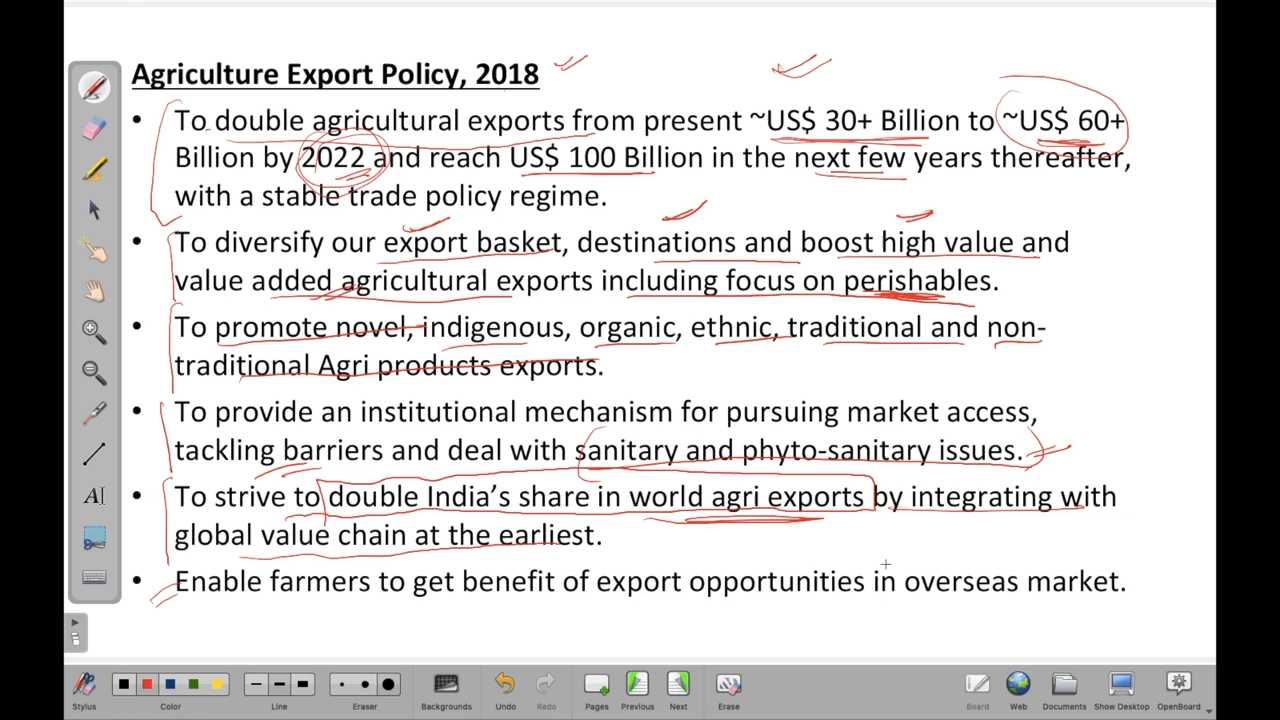 Agriculture Export Policy, 2018
• To double agricultural exports from present ~US$ 30+ Billion to ~US$ 60+
Billion by 2022 and reach US$ 100 Billion in the next few years thereafter,
with a stable trade policy regime.
• To diversify our export basket, destinations and boost high value and
value added agricultural exports including focus on perishables.
• To promote novel, indigenous, organic, ethnic, traditional and non-
traditional Agri products exports.
• To provide an institutional mechanism for pursuing market access,
tackling barriers and deal with sanitary and phyto-sanitary issues.
• To strive to double India's share in world agri exports by integrating with
global value chain at the earliest.
• Enable farmers to get benefit of export opportunities in overseas market.
Stylus Color Line Eraser Backgrounds Undo Redo Pages Previous Next Erase Board Web Documents Show Desktop OpenBoard